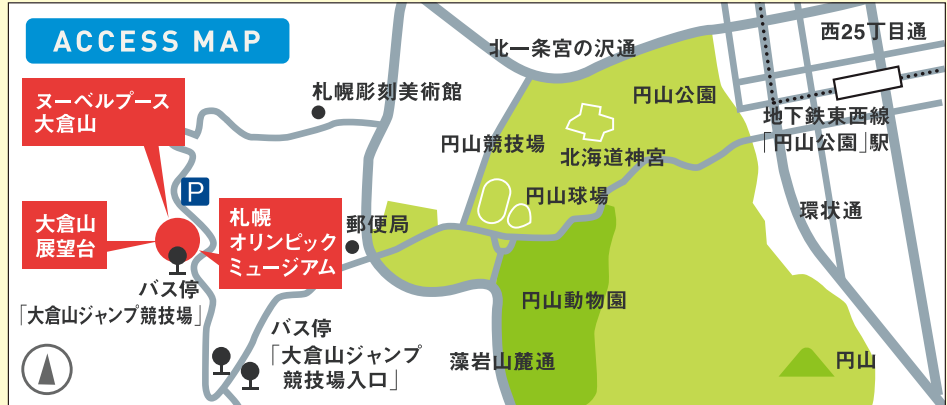 ACCESS MAP
北一条宮の沢通
西25丁目通
ヌーベルプース
大倉山
札幌彫刻美術館
円山公園
地下鉄東西線
「円山公園」駅
円山競技場
北海道神宮
P
円山球場
環状通
大倉山
展望台
札幌
オリンピック
ミュージアム
郵便局
バス停
「大倉山ジャンプ競技場」
円山動物園
バス停
「大倉山ジャンプ
競技場入口」
藻岩山麓通
円山